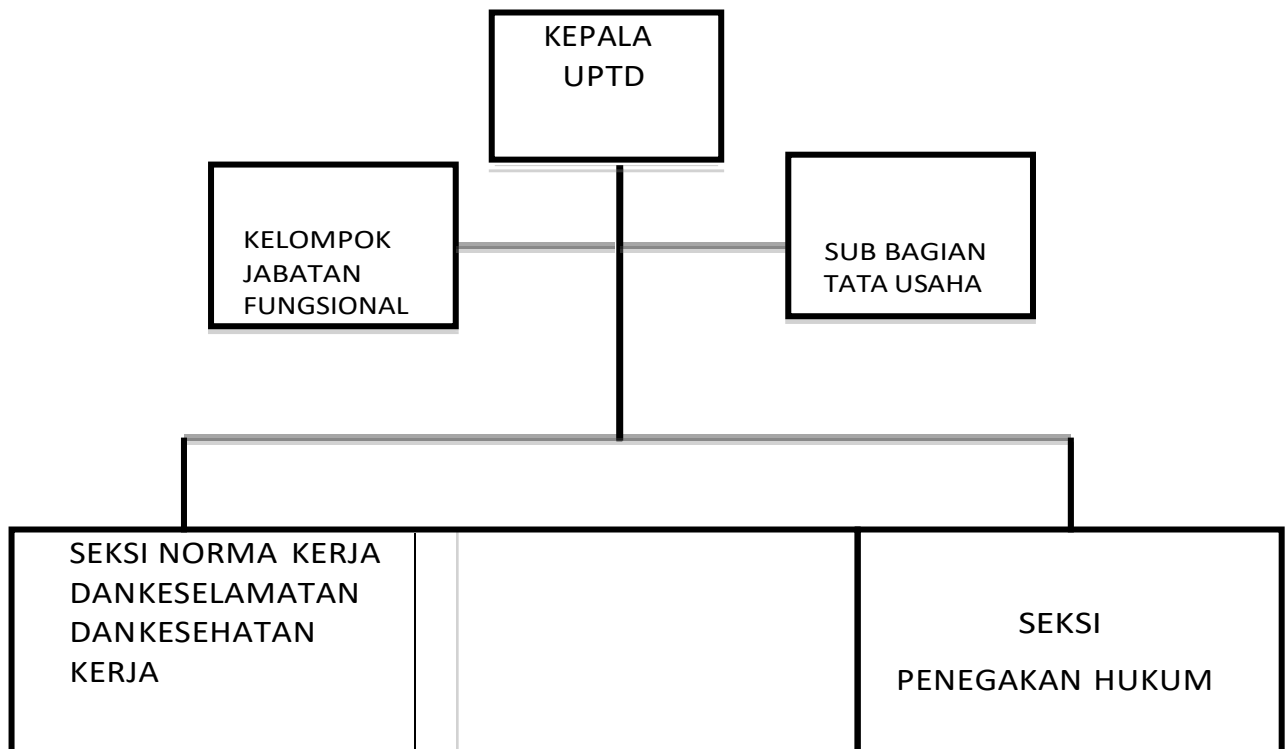 KEPALA
UPTD
KELOMPOK
JABATAN
FUNGSIONAL
SUB BAGIAN
TATA USAHA
SEKSI NORMA KERJA
DANKESELAMATAN
DANKESEHATAN
KERJA
SEKSI
PENEGAKAN HUKUM